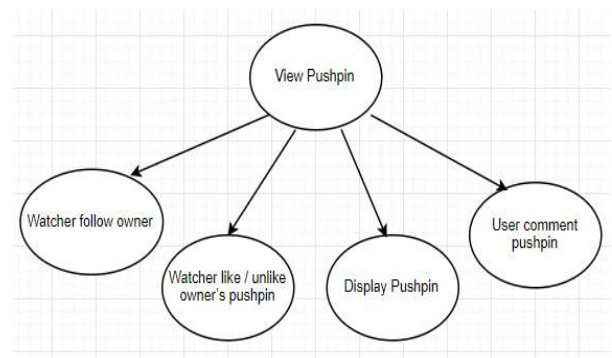 View Pushpin
Watcher follow owner
Watcher like / unlike
owner's pushpin
Display Pushpin
User comment
pushpin